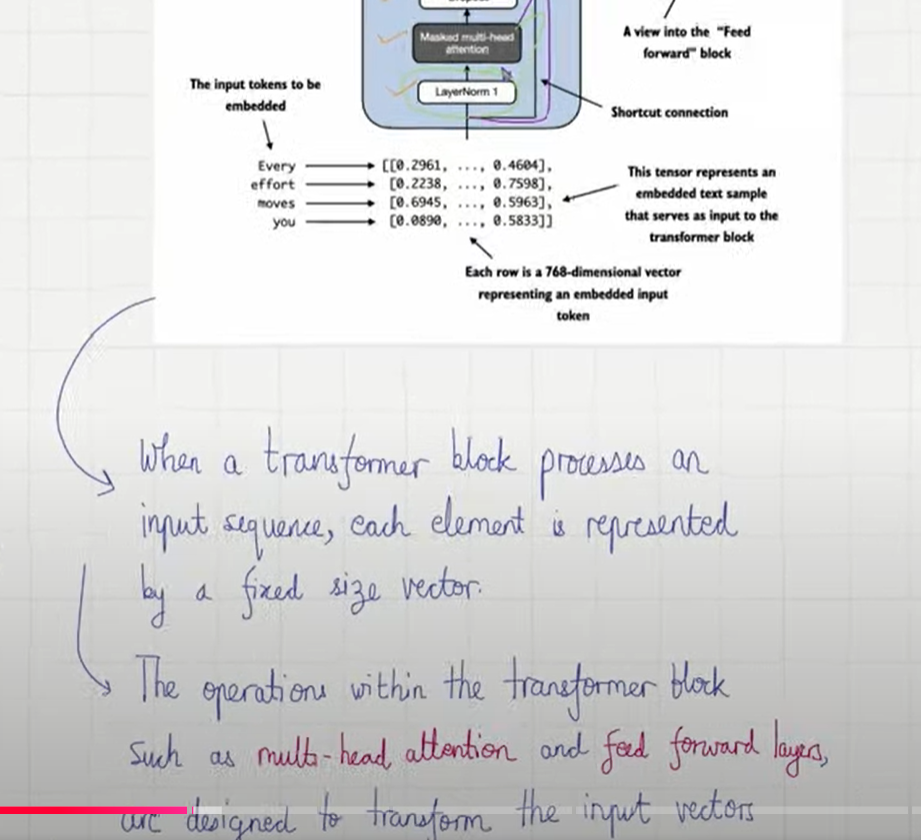 Masked multi-head
attention
LayerNorm 1
A view into the "Feed
forward" block
Shortcut connection
The input tokens to be
embedded
Every [[0.2961, ..., 0.4604],
effort [0.2238, ..., 0.7598],
moves [0.6945, ..., 0.5963],
you [0.0890, ..., 0.5833]]
This tensor represents an
embedded text sample
that serves as input to the
transformer block
Each row is a 768-dimensional vector
representing an embedded input
token
When a transformer block processes an
input sequence, each element is represented
by a fixed size vector.
The operations within the transformer block
such as multi-head attention and feed forward layers,
are designed to transform the input vectors